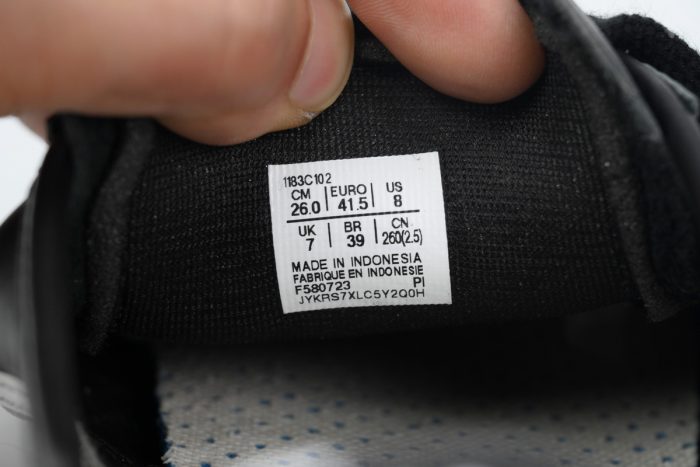 1183C102
CM EURO US
26.0 41.5 8
UK BR CN
7 39 260(2.5)
MADE IN INDONESIA
FABRIQUE EN INDONESIE
F580723 PI
JYKRS7XLC5Y2Q0H